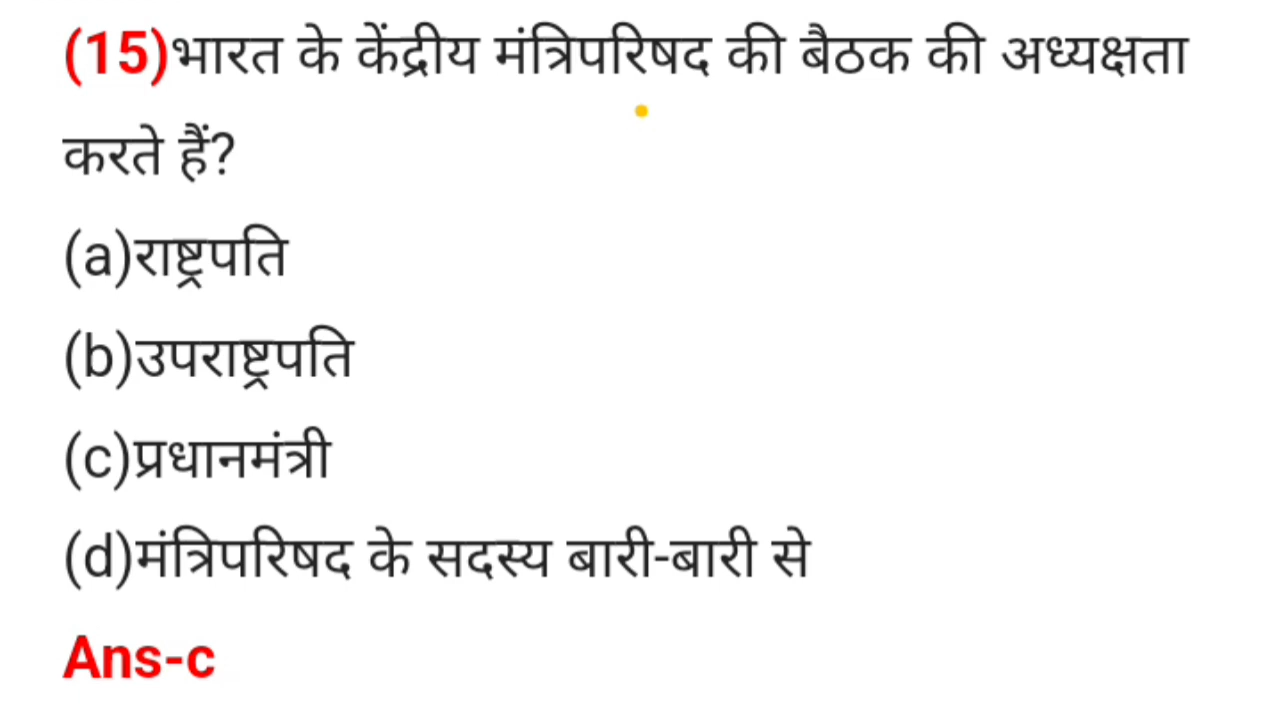 (15)भारत के केंद्रीय मंत्रिपरिषद की बैठक की अध्यक्षता
करते हैं?
(a)राष्ट्रपति
(b)उपराष्ट्रपति
(c)प्रधानमंत्री
(d)मंत्रिपरिषद के सदस्य बारी-बारी से
Ans-c